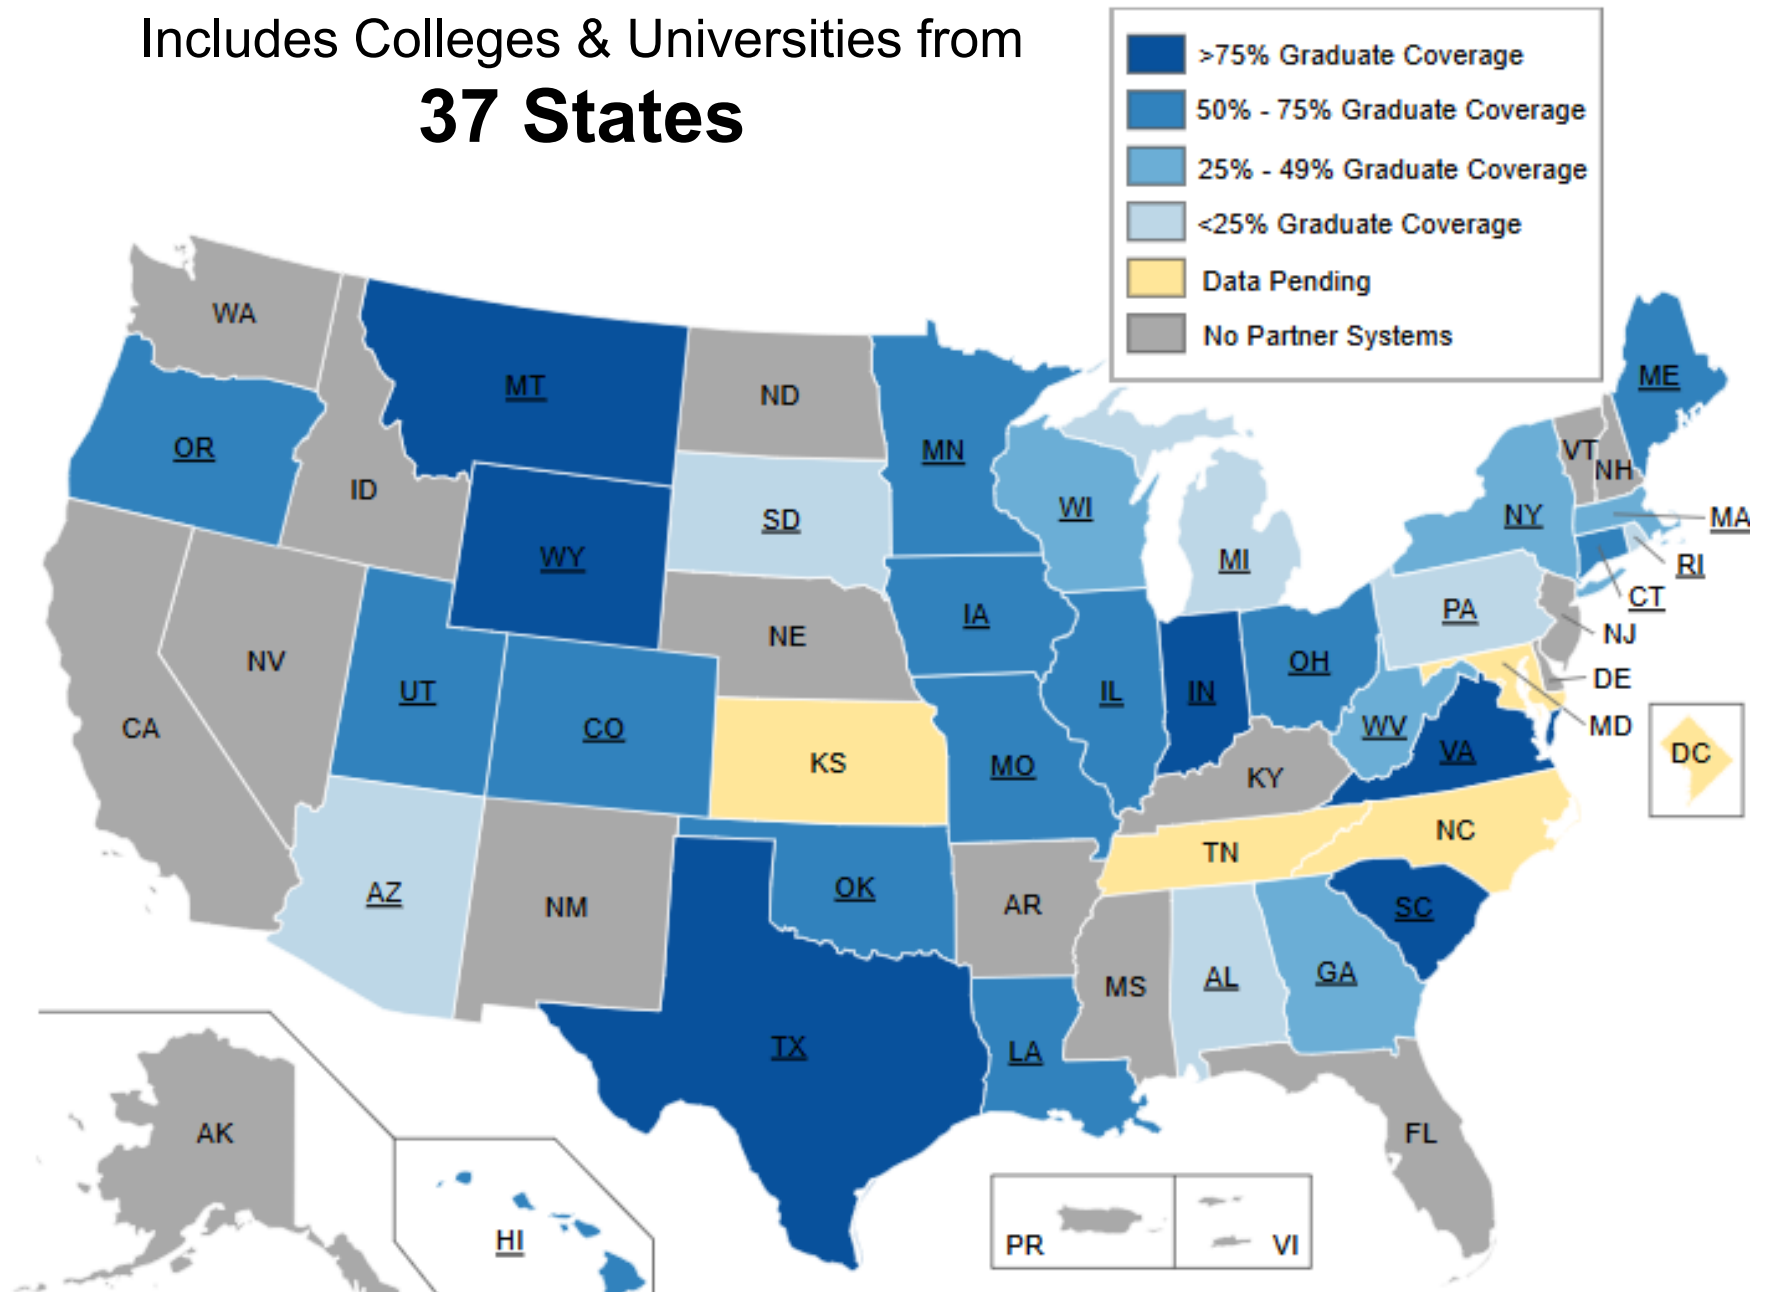 Includes Colleges & Universities from
37 States
>75% Graduate Coverage
50% - 75% Graduate Coverage
25% - 49% Graduate Coverage
<25% Graduate Coverage
Data Pending
No Partner Systems
WA
MT
ND
MN
ME
OR
ID
SD
WI
MI
NY
VT
NH
MA
RI
CT
WY
IA
PA
NJ
NE
NV
UT
CO
IL
IN
OH
DE
MD
DC
CA
KS
MO
WV
VA
KY
NC
TN
AZ
NM
OK
AR
SC
MS
AL
GA
TX
LA
AK
FL
HI
PR
VI